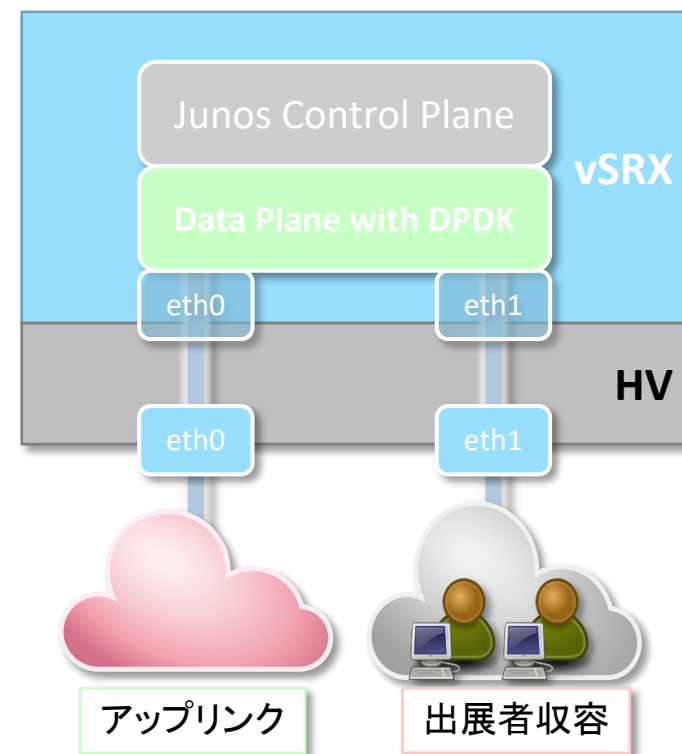 Junos Control Plane
vSRX
Data Plane with DPDK
eth0
eth1
HV
eth0
eth1
アップリンク
出展者収容